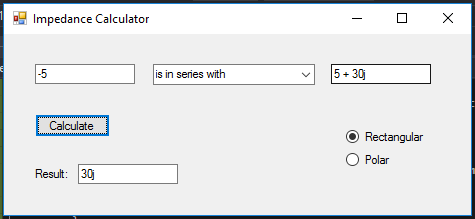 Impedance Calculator
-5
is in series with
5 + 30j
Calculate
Rectangular
Polar
Result:
30j